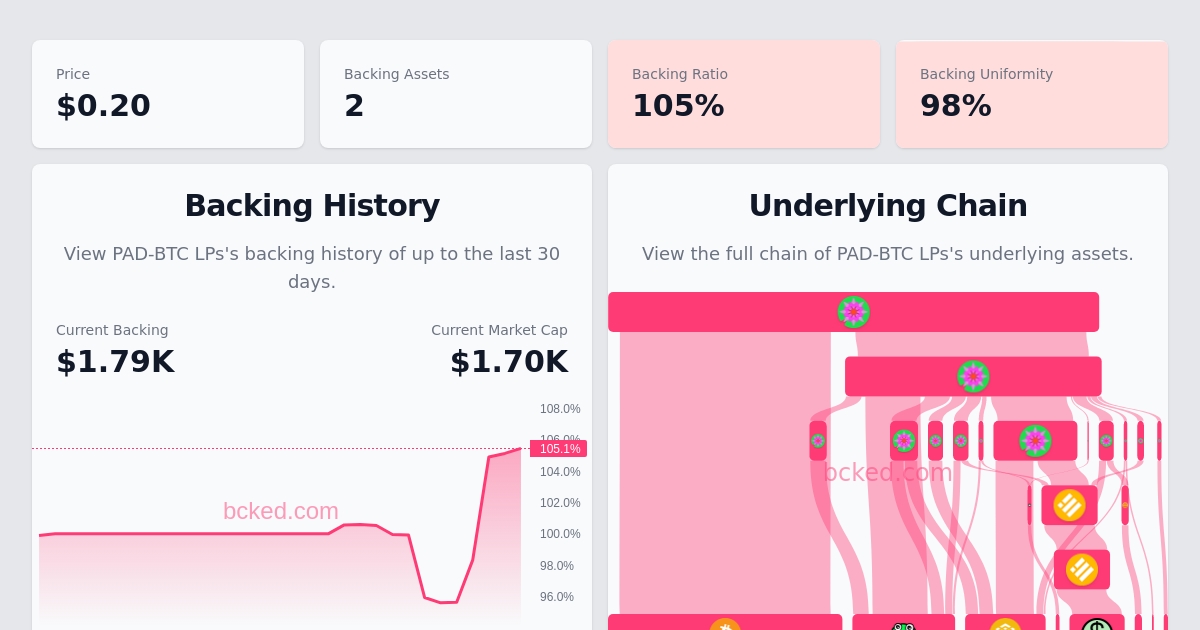 Price
$0.20
Backing Assets
2
Backing Ratio
105%
Backing Uniformity
98%
Backing History
View PAD-BTC LPs's backing history of up to the last 30
days.
Current Backing
$1.79K
Current Market Cap
$1.70K
108.0%
106.0%
105.1%
104.0%
102.0%
100.0%
98.0%
96.0%
bcked.com
Underlying Chain
View the full chain of PAD-BTC LPs's underlying assets.
bcked.com